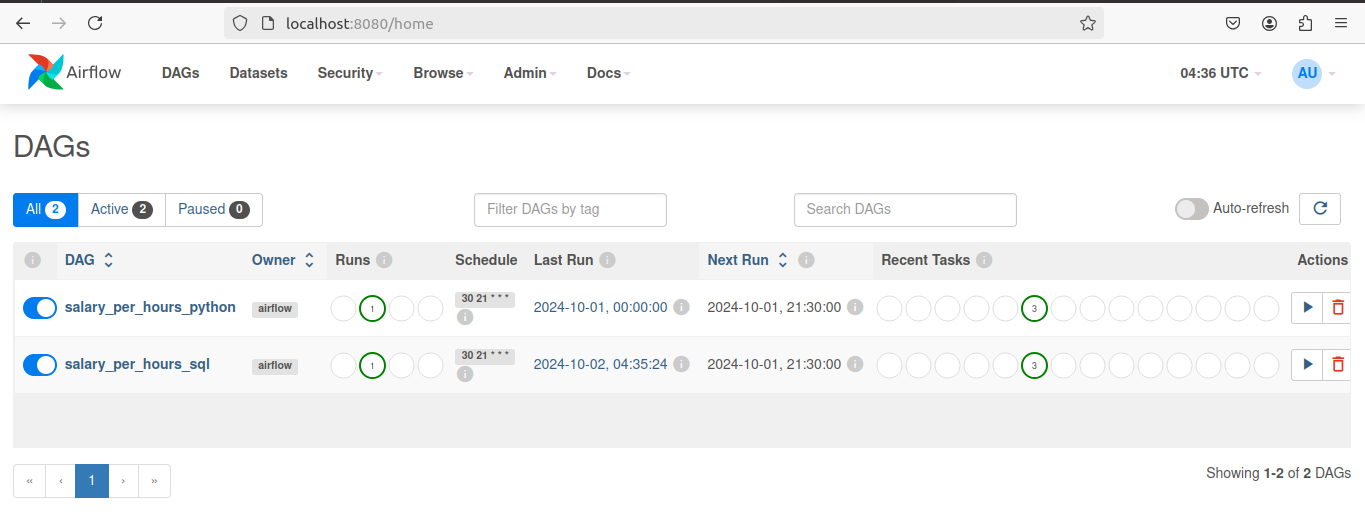 localhost:8080/home
Airflow DAGs Datasets Security Browse Admin Docs 04:36 UTC AU
DAGs
All 2 Active 2 Paused 0 Filter DAGs by tag Search DAGs Auto-refresh
DAG Owner Runs Schedule Last Run Next Run Recent Tasks Actions
salary_per_hours_python airflow 1 30 21 * * * 2024-10-01, 00:00:00 2024-10-01, 21:30:00 3
salary_per_hours_sql airflow 1 30 21 * * * 2024-10-02, 04:35:24 2024-10-01, 21:30:00 3
« ‹ 1 › » Showing 1-2 of 2 DAGs